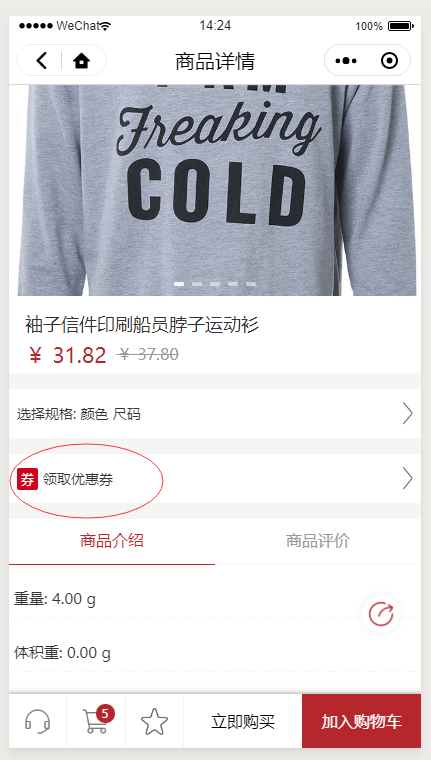 WeChat 14:24 100%
商品详情
Freaking
COLD
袖子信件印刷船员脖子运动衫
¥ 31.82 ¥ 37.80
选择规格: 颜色 尺码
券 领取优惠券
商品介绍 商品评价
重量: 4.00 g
体积重: 0.00 g
5
立即购买 加入购物车